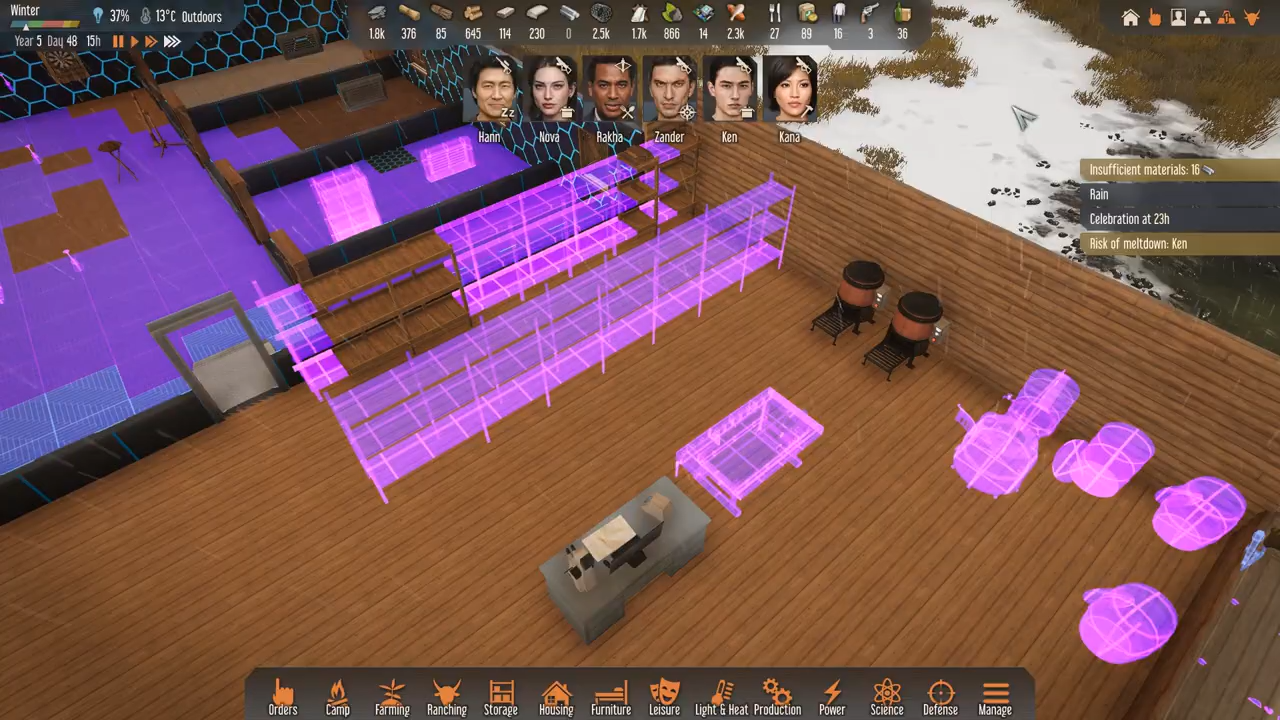 Winter
37%
13°C Outdoors
Year 5 Day 48 15h
1.8k 376 85 645 114 230 0 2.5k 1.7k 866 14 2.3k 27 89 16 3 36
Zz
Hann Nova Rakha Zander Ken Kana
Insufficient materials: 16
Rain
Celebration at 23h
Risk of meltdown: Ken
Orders Camp Farming Ranching Storage Housing Furniture Leisure Light & Heat Production Power Science Defense Manage